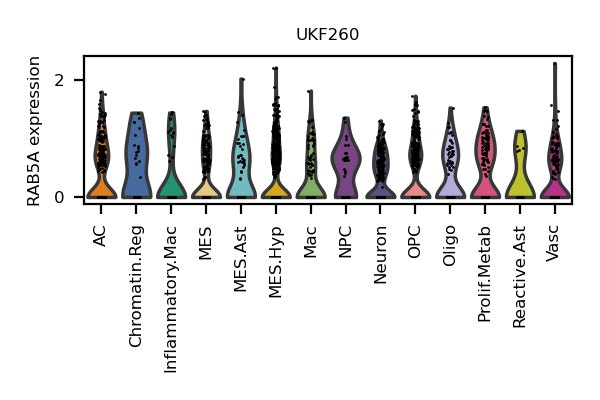 UKF260
RAB5A expression
2
0
AC
Chromatin.Reg
Inflammatory.Mac
MES
MES.Ast
MES.Hyp
Mac
NPC
Neuron
OPC
Oligo
Prolif.Metab
Reactive.Ast
Vasc